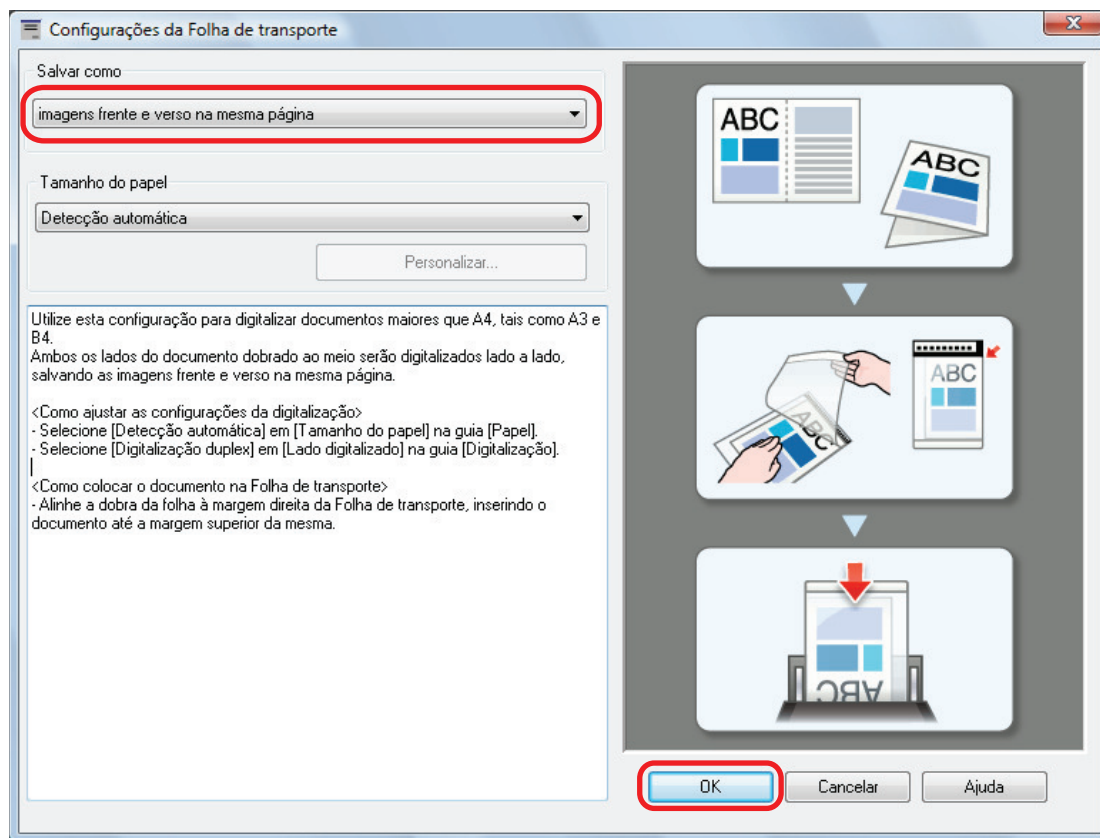 Configurações da Folha de transporte
Salvar como
imagens frente e verso na mesma página
Tamanho do papel
Detecção automática
Personalizar...
Utilize esta configuração para digitalizar documentos maiores que A4, tais como A3 e
B4.
Ambos os lados do documento dobrado ao meio serão digitalizados lado a lado,
salvando as imagens frente e verso na mesma página.
<Como ajustar as configurações da digitalização>
- Selecione [Detecção automática] em [Tamanho do papel] na guia [Papel].
- Selecione [Digitalização duplex] em [Lado digitalizado] na guia [Digitalização].
<Como colocar o documento na Folha de transporte>
- Alinhe a dobra da folha à margem direita da Folha de transporte, inserindo o
documento até a margem superior da mesma.
ABC
ABC
ABC
ABC
ABC
OK
Cancelar
Ajuda